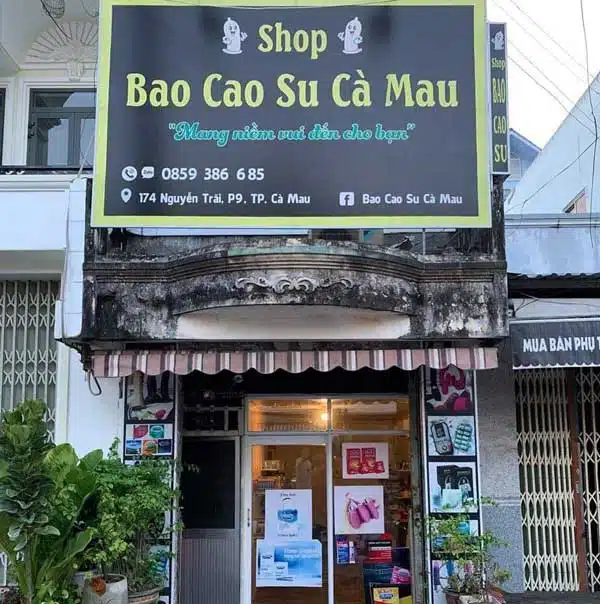 Shop
Bao Cao Su Cà Mau
"Mang niềm vui đến cho bạn"
0859 386 685
174 Nguyễn Trãi, P9, TP. Cà Mau
Bao Cao Su Cà Mau
Shop
BAO
CAO
SU
MUA BÁN PHỤ T